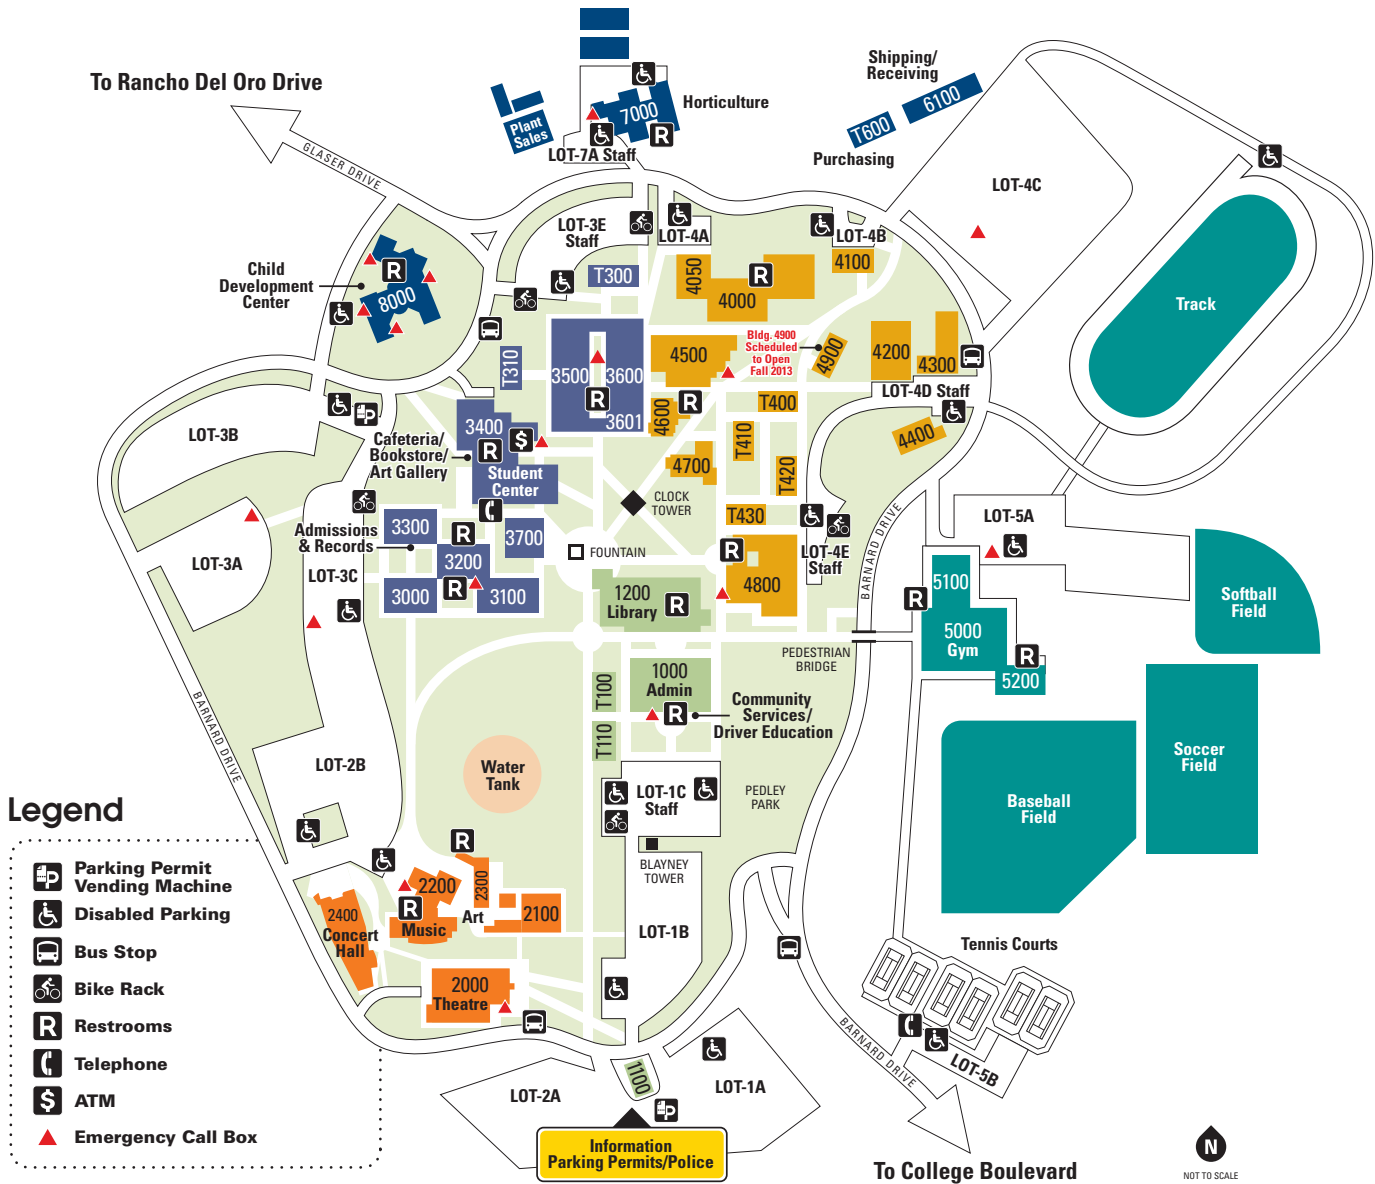 To Rancho Del Oro Drive
GLASER DRIVE
Plant
Sales
7000
R
Horticulture
LOT-7A Staff
Shipping/
Receiving
6100
T600
Purchasing
LOT-4C
Track
LOT-3E
Staff
LOT-4A
LOT-4B
4100
4050
4000
R
T300
Child
Development
Center
R
8000
T310
3500
3600
R
3601
4500
Bldg. 4900
Scheduled
to Open
Fall 2013
4900
4200
4300
LOT-4D Staff
4400
4600
R
T400
T410
T420
T430
4700
LOT-3B
P
Cafeteria/
Bookstore/
Art Gallery
3400
R
$
Student
Center
CLOCK
TOWER
FOUNTAIN
LOT-3A
LOT-3C
Admissions
& Records
3300
R
3200
3700
3000
R
3100
1200
Library
R
R
4800
LOT-4E
Staff
BARNARD DRIVE
LOT-5A
5100
R
5000
Gym
R
5200
Softball
Field
PEDESTRIAN
BRIDGE
1000
Admin
R
T100
T110
Community
Services/
Driver Education
BARNARD DRIVE
LOT-2B
Water
Tank
LOT-1C
Staff
PEDLEY
PARK
BLAYNEY
TOWER
Soccer
Field
Baseball
Field
R
2200
2300
R
Music
Art
2100
2400
Concert
Hall
2000
Theatre
LOT-1B
Tennis Courts
LOT-5B
BARNARD DRIVE
LOT-2A
1100
LOT-1A
P
Information
Parking Permits/Police
To College Boulevard
N
NOT TO SCALE
Legend
P
Parking Permit
Vending Machine
Disabled Parking
Bus Stop
Bike Rack
R
Restrooms
Telephone
$
ATM
Emergency Call Box